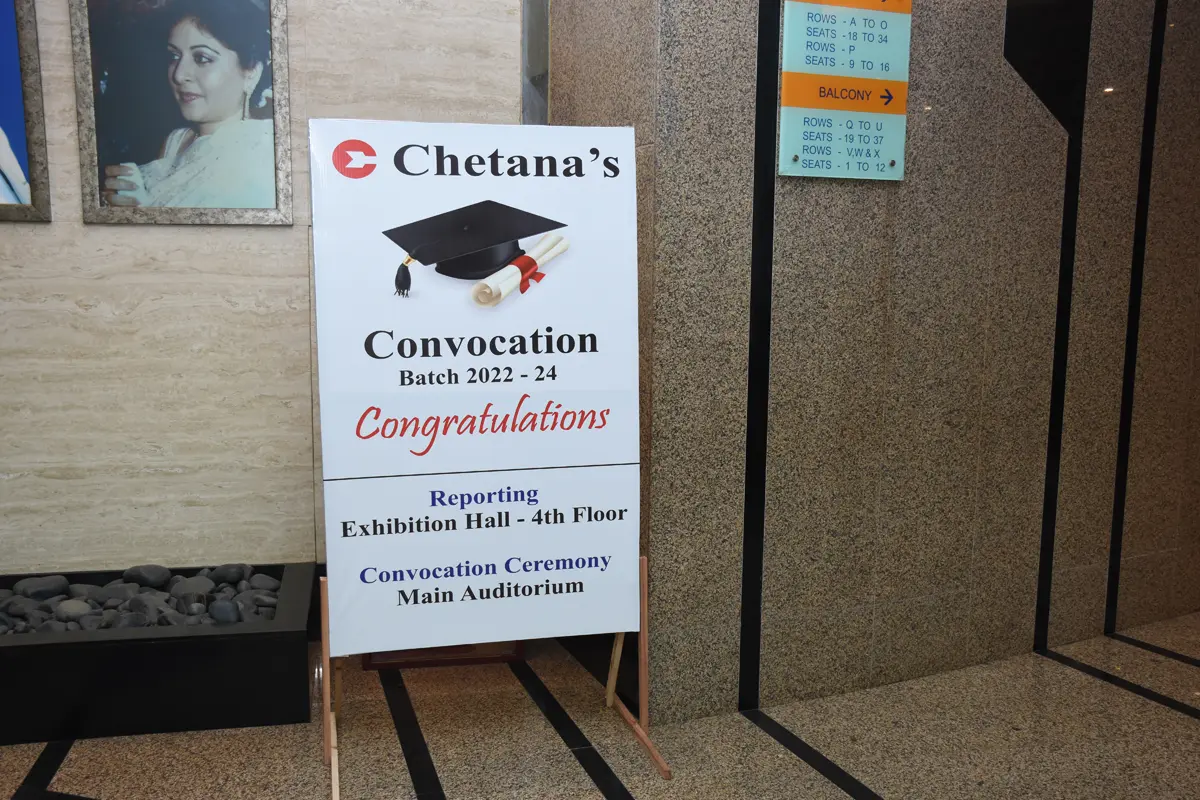 Chetana's
Convocation
Batch 2022 - 24
Congratulations
Reporting
Exhibition Hall - 4th Floor
Convocation Ceremony
Main Auditorium
ROWS - A TO O
SEATS - 18 TO 34
ROWS - P
SEATS - 9 TO 16
BALCONY →
ROWS - Q TO U
SEATS - 19 TO 37
ROWS - V,W & X
SEATS - 1 TO 12